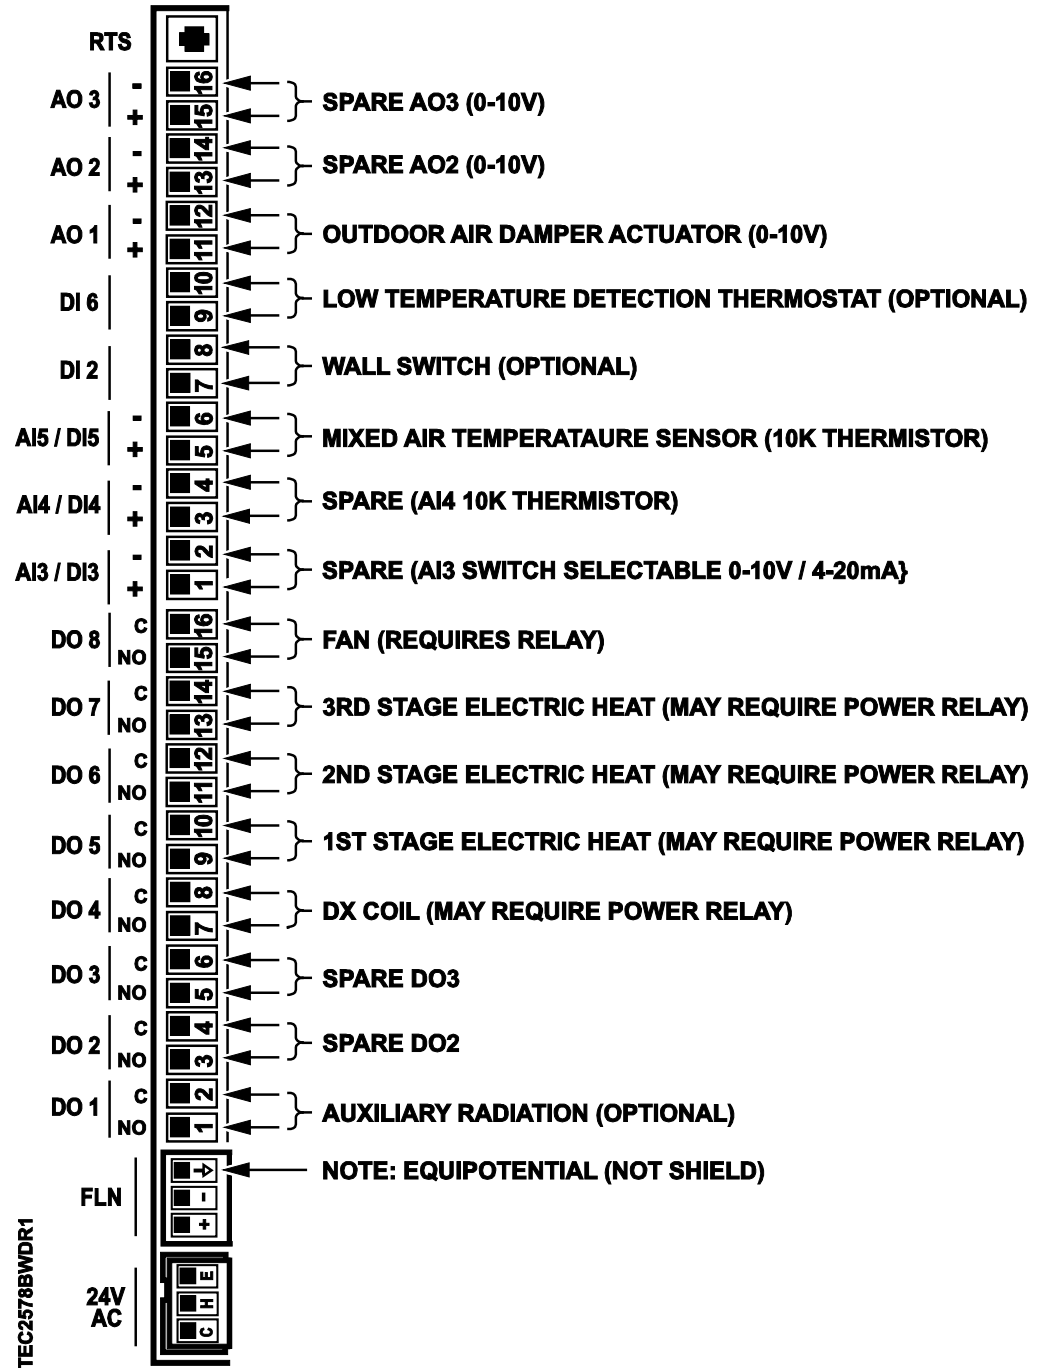 RTS
AO 3 - 16 SPARE AO3 (0-10V)
+ 15
AO 2 - 14 SPARE AO2 (0-10V)
+ 13
AO 1 - 12 OUTDOOR AIR DAMPER ACTUATOR (0-10V)
+ 11
DI 6 10 LOW TEMPERATURE DETECTION THERMOSTAT (OPTIONAL)
9
DI 2 8 WALL SWITCH (OPTIONAL)
7
AI5 / DI5 - 6 MIXED AIR TEMPERATAURE SENSOR (10K THERMISTOR)
+ 5
AI4 / DI4 - 4 SPARE (AI4 10K THERMISTOR)
+ 3
AI3 / DI3 - 2 SPARE (AI3 SWITCH SELECTABLE 0-10V / 4-20mA}
+ 1
DO 8 C 16 FAN (REQUIRES RELAY)
NO 15
DO 7 C 14 3RD STAGE ELECTRIC HEAT (MAY REQUIRE POWER RELAY)
NO 13
DO 6 C 12 2ND STAGE ELECTRIC HEAT (MAY REQUIRE POWER RELAY)
NO 11
DO 5 C 10 1ST STAGE ELECTRIC HEAT (MAY REQUIRE POWER RELAY)
NO 9
DO 4 C 8 DX COIL (MAY REQUIRE POWER RELAY)
NO 7
DO 3 C 6 SPARE DO3
NO 5
DO 2 C 4 SPARE DO2
NO 3
DO 1 C 2 AUXILIARY RADIATION (OPTIONAL)
NO 1
NOTE: EQUIPOTENTIAL (NOT SHIELD)
FLN -
+
E
24V H
AC C
TEC2578BWDR1